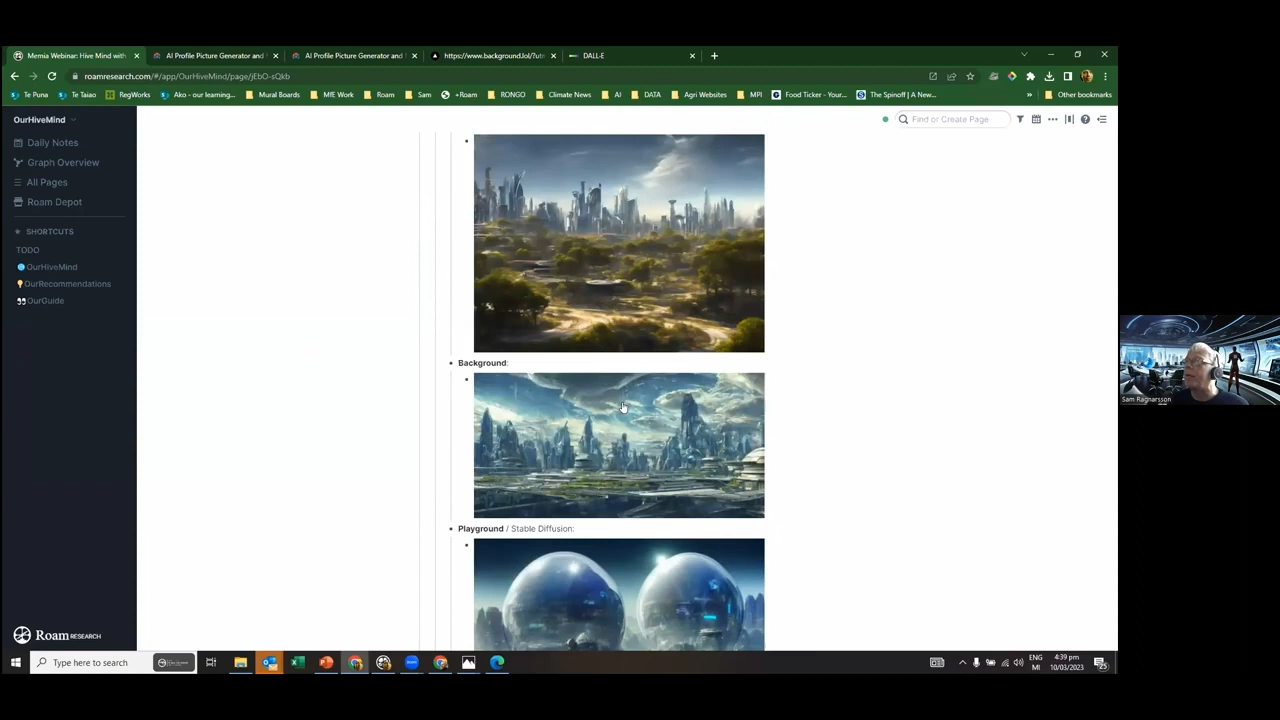 Memia Webinar: Hive Mind with
AI Profile Picture Generator and
AI Profile Picture Generator and
https://www.background.lol/?ut
DALL·E
roamresearch.com/#/app/OurHiveMind/page/jEbO-sQkb
Te Puna
Te Taiao
RegWorks
Ako - our learning...
Mural Boards
MfE Work
Roam
Sam
+Roam
RONGO
Climate News
AI
DATA
Agri Websites
MPI
Food Ticker - Your...
The Spinoff | A New...
Other bookmarks
OurHiveMind
Find or Create Page
Daily Notes
Graph Overview
All Pages
Roam Depot
SHORTCUTS
TODO
OurHiveMind
OurRecommendations
OurGuide
Background:
Playground / Stable Diffusion:
Sam Ragnarsson
Roam RESEARCH
Type here to search
ENG
MI
4:39 pm
10/03/2023